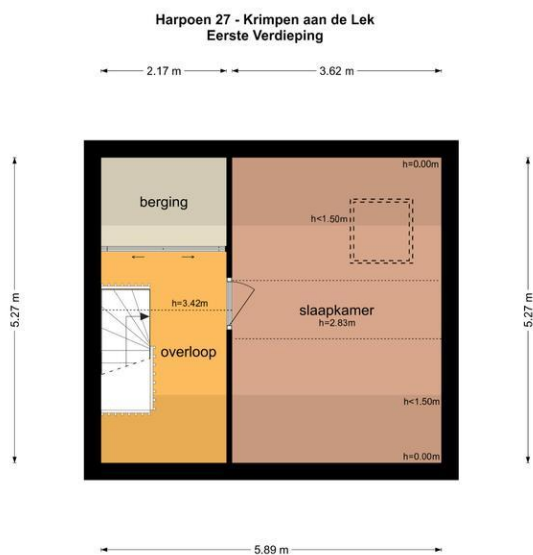 Harpoen 27 - Krimpen aan de Lek
Eerste Verdieping
2.17 m
3.62 m
h=0.00m
berging
h<1.50m
5.27 m
5.27 m
h=3.42m
slaapkamer
h=2.83m
overloop
h<1.50m
h=0.00m
5.89 m